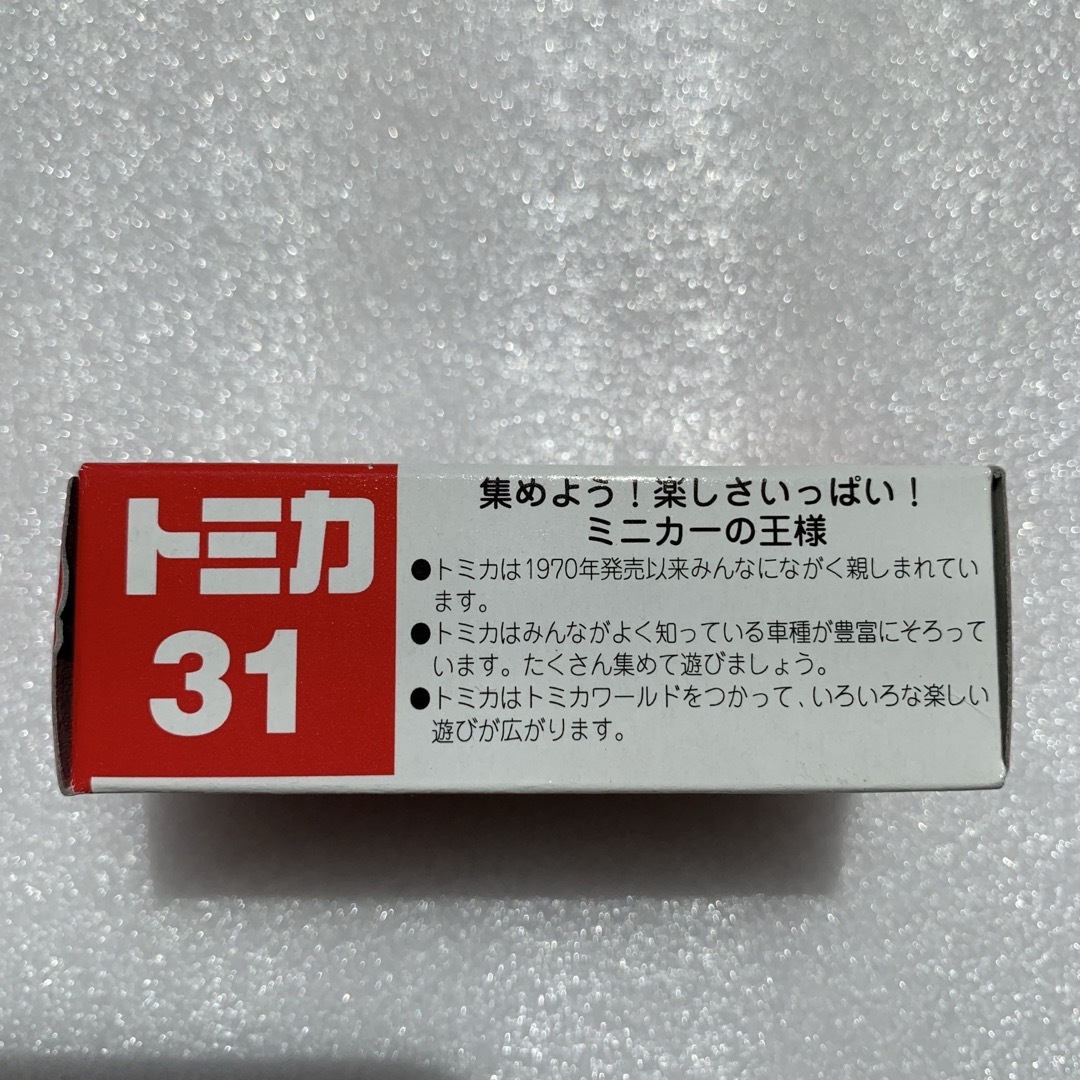 トミカ
31
集めよう！楽しさいっぱい！
ミニカーの王様
●トミカは1970年発売以来みんなにながく親しまれてい
ます。
●トミカはみんながよく知っている車種が豊富にそろって
います。たくさん集めて遊びましょう。
●トミカはトミカワールドをつかって、いろいろな楽しい
遊びが広がります。